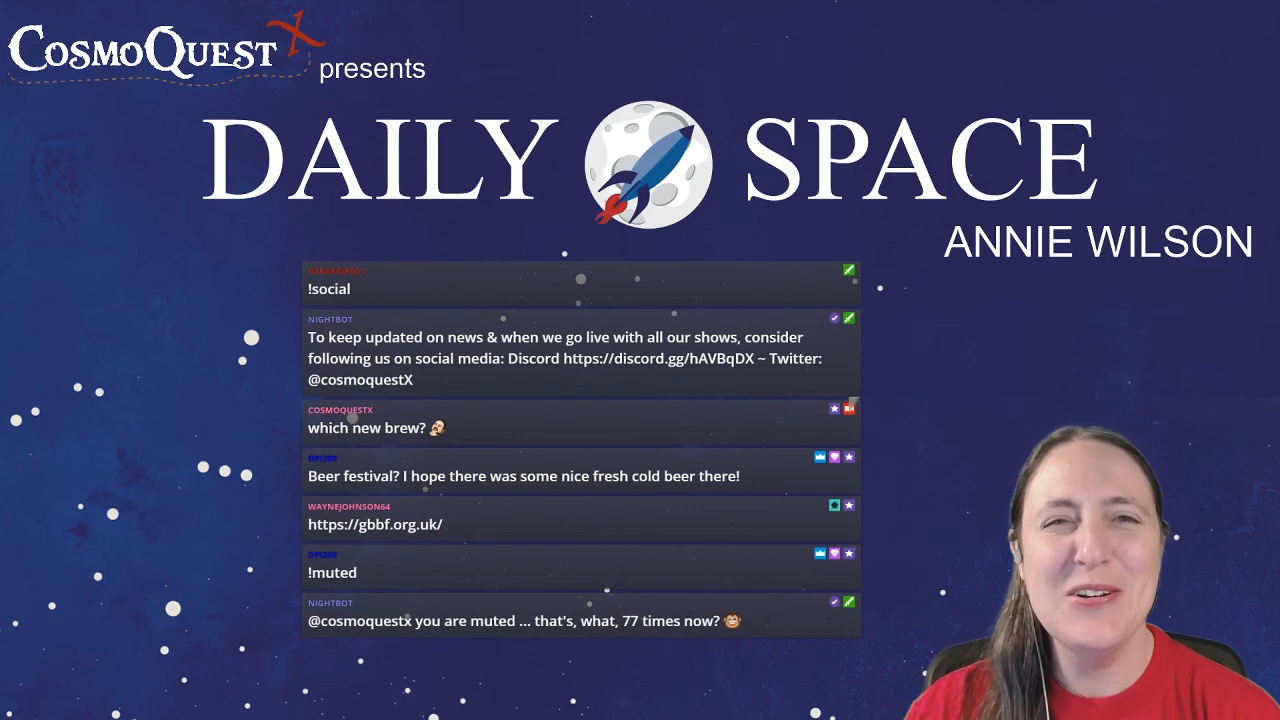 CosmoQuestX
presents
DAILY SPACE
ANNIE WILSON
!social
NIGHTBOT
To keep updated on news & when we go live with all our shows, consider
following us on social media: Discord https://discord.gg/hAVBqDX ~ Twitter:
@cosmoquestX
COSMOQUESTX
which new brew?
Beer festival? I hope there was some nice fresh cold beer there!
WAYNEJOHNSON64
https://gbbf.org.uk/
!muted
NIGHTBOT
@cosmoquestx you are muted ... that's, what, 77 times now?